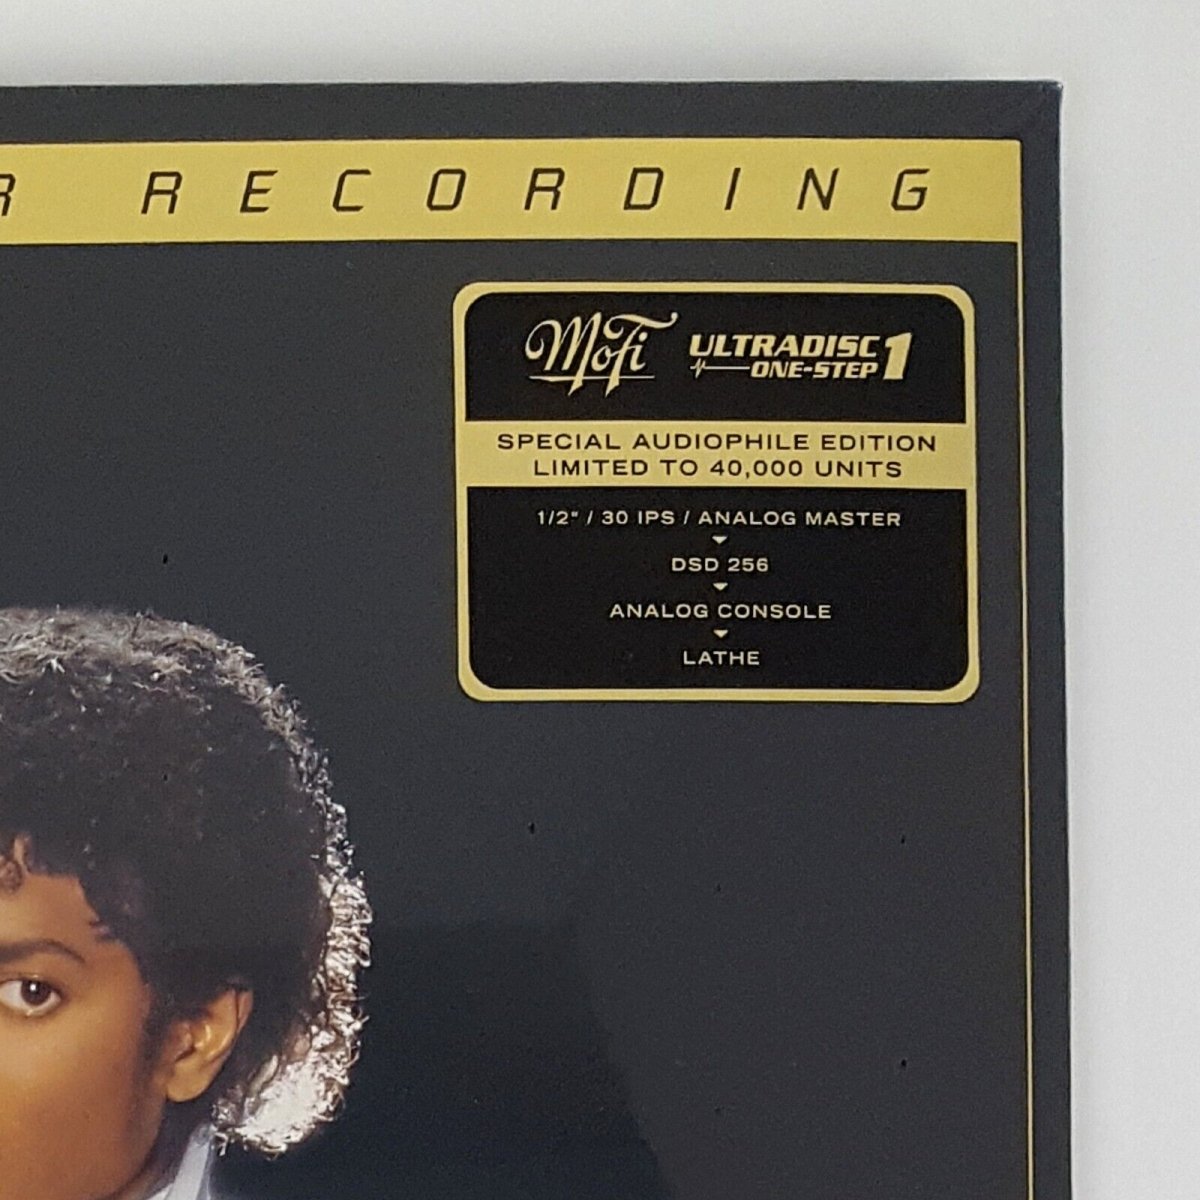 R RECORDING
MoFi ULTRADISC 1
ONE-STEP
SPECIAL AUDIOPHILE EDITION
LIMITED TO 40,000 UNITS
1/2" / 30 IPS / ANALOG MASTER
DSD 256
ANALOG CONSOLE
LATHE